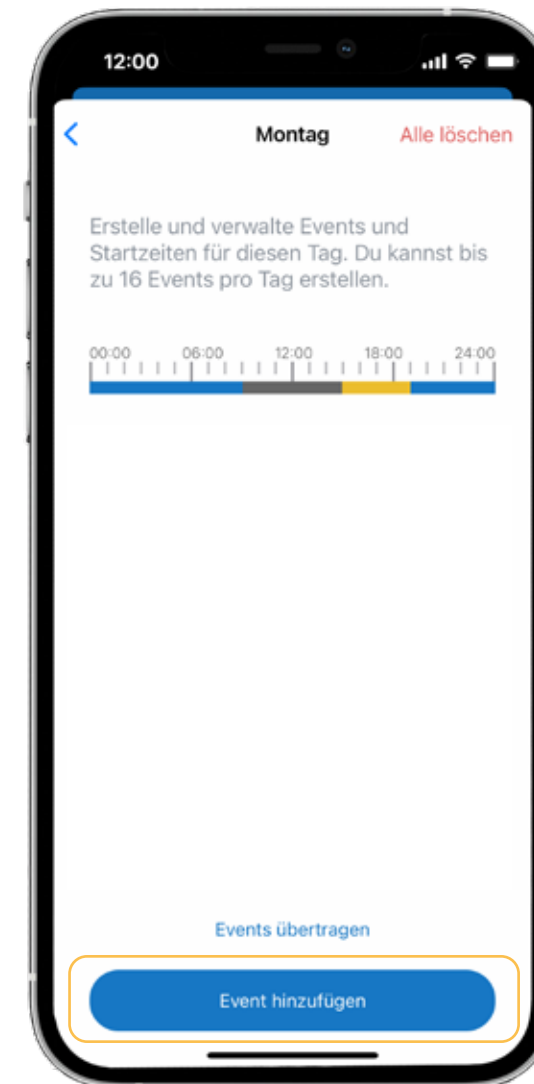 12:00
Montag
Alle löschen
Erstelle und verwalte Events und
Startzeiten für diesen Tag. Du kannst bis
zu 16 Events pro Tag erstellen.
00:00 06:00 12:00 18:00 24:00
Events übertragen
Event hinzufügen